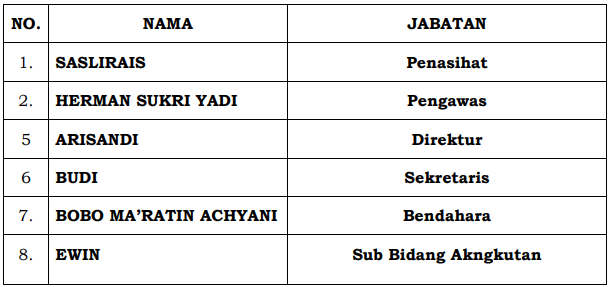 NO. NAMA JABATAN
1. SASLIRAIS Penasihat
2. HERMAN SUKRI YADI Pengawas
5 ARISANDI Direktur
6 BUDI Sekretaris
7. BOBO MA’RATIN ACHYANI Bendahara
8. EWIN Sub Bidang Akngkutan